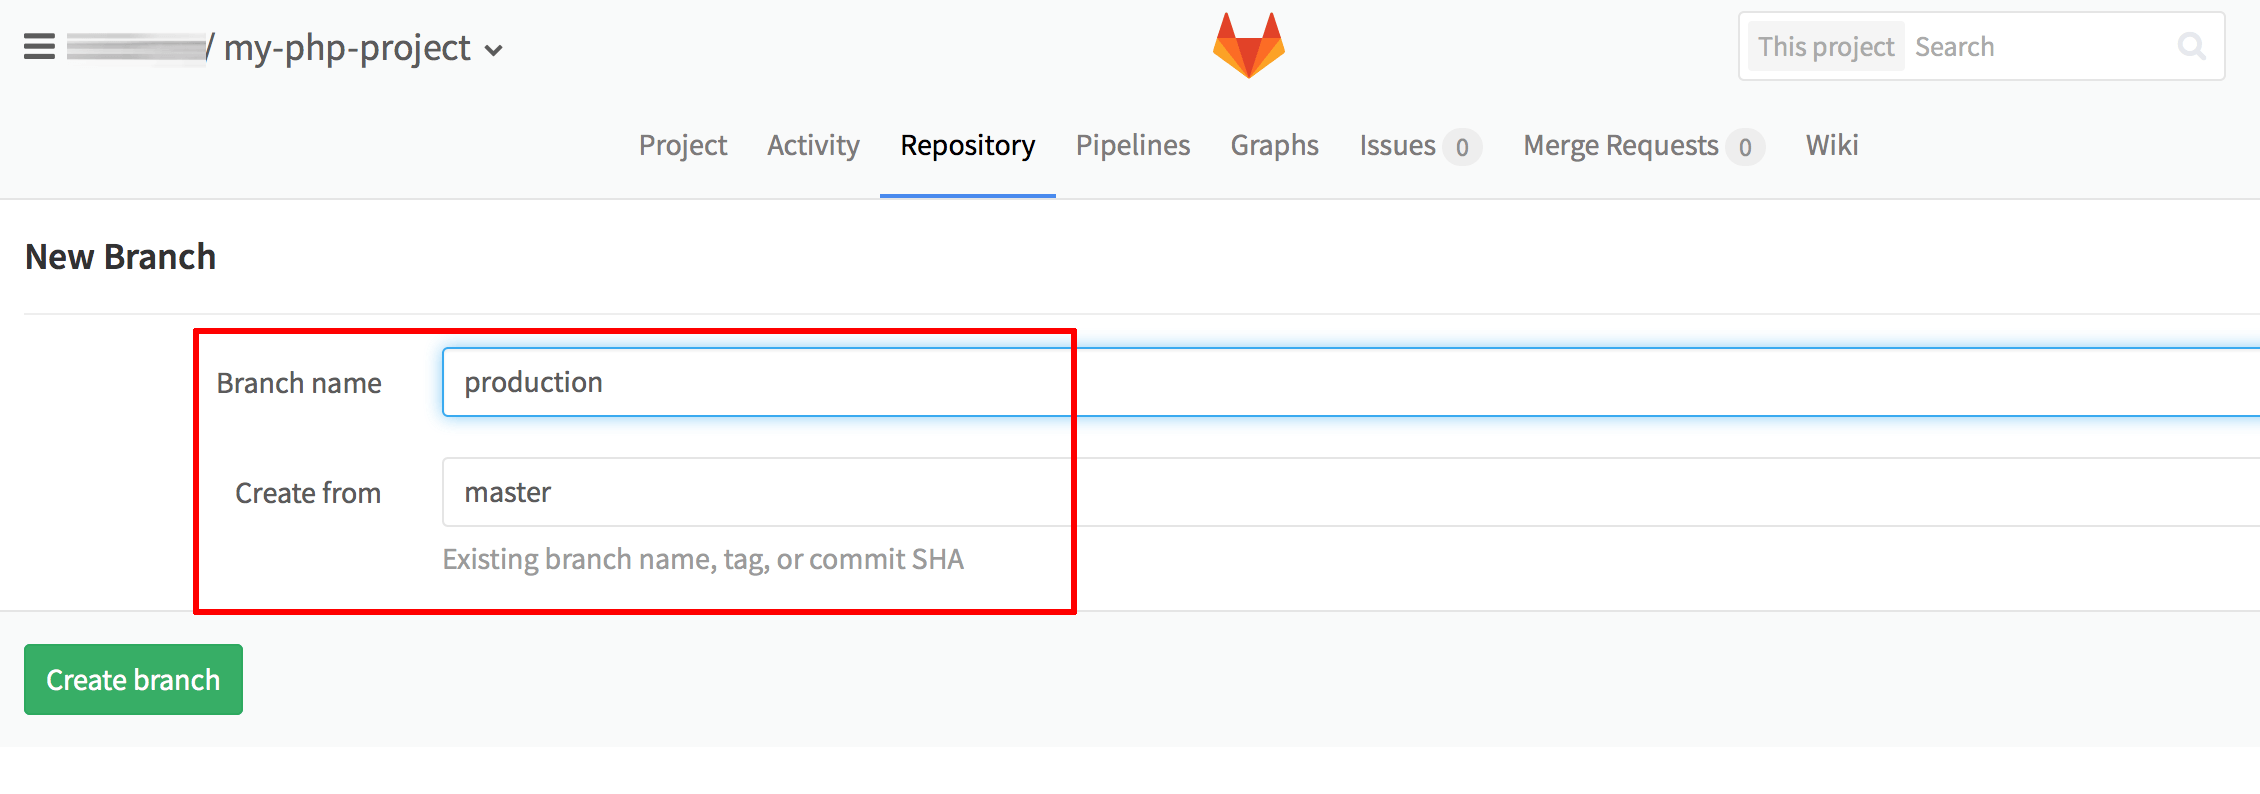 / my-php-project
This project Search
Project Activity Repository Pipelines Graphs Issues 0 Merge Requests 0 Wiki
New Branch
Branch name production
Create from master
Existing branch name, tag, or commit SHA
Create branch